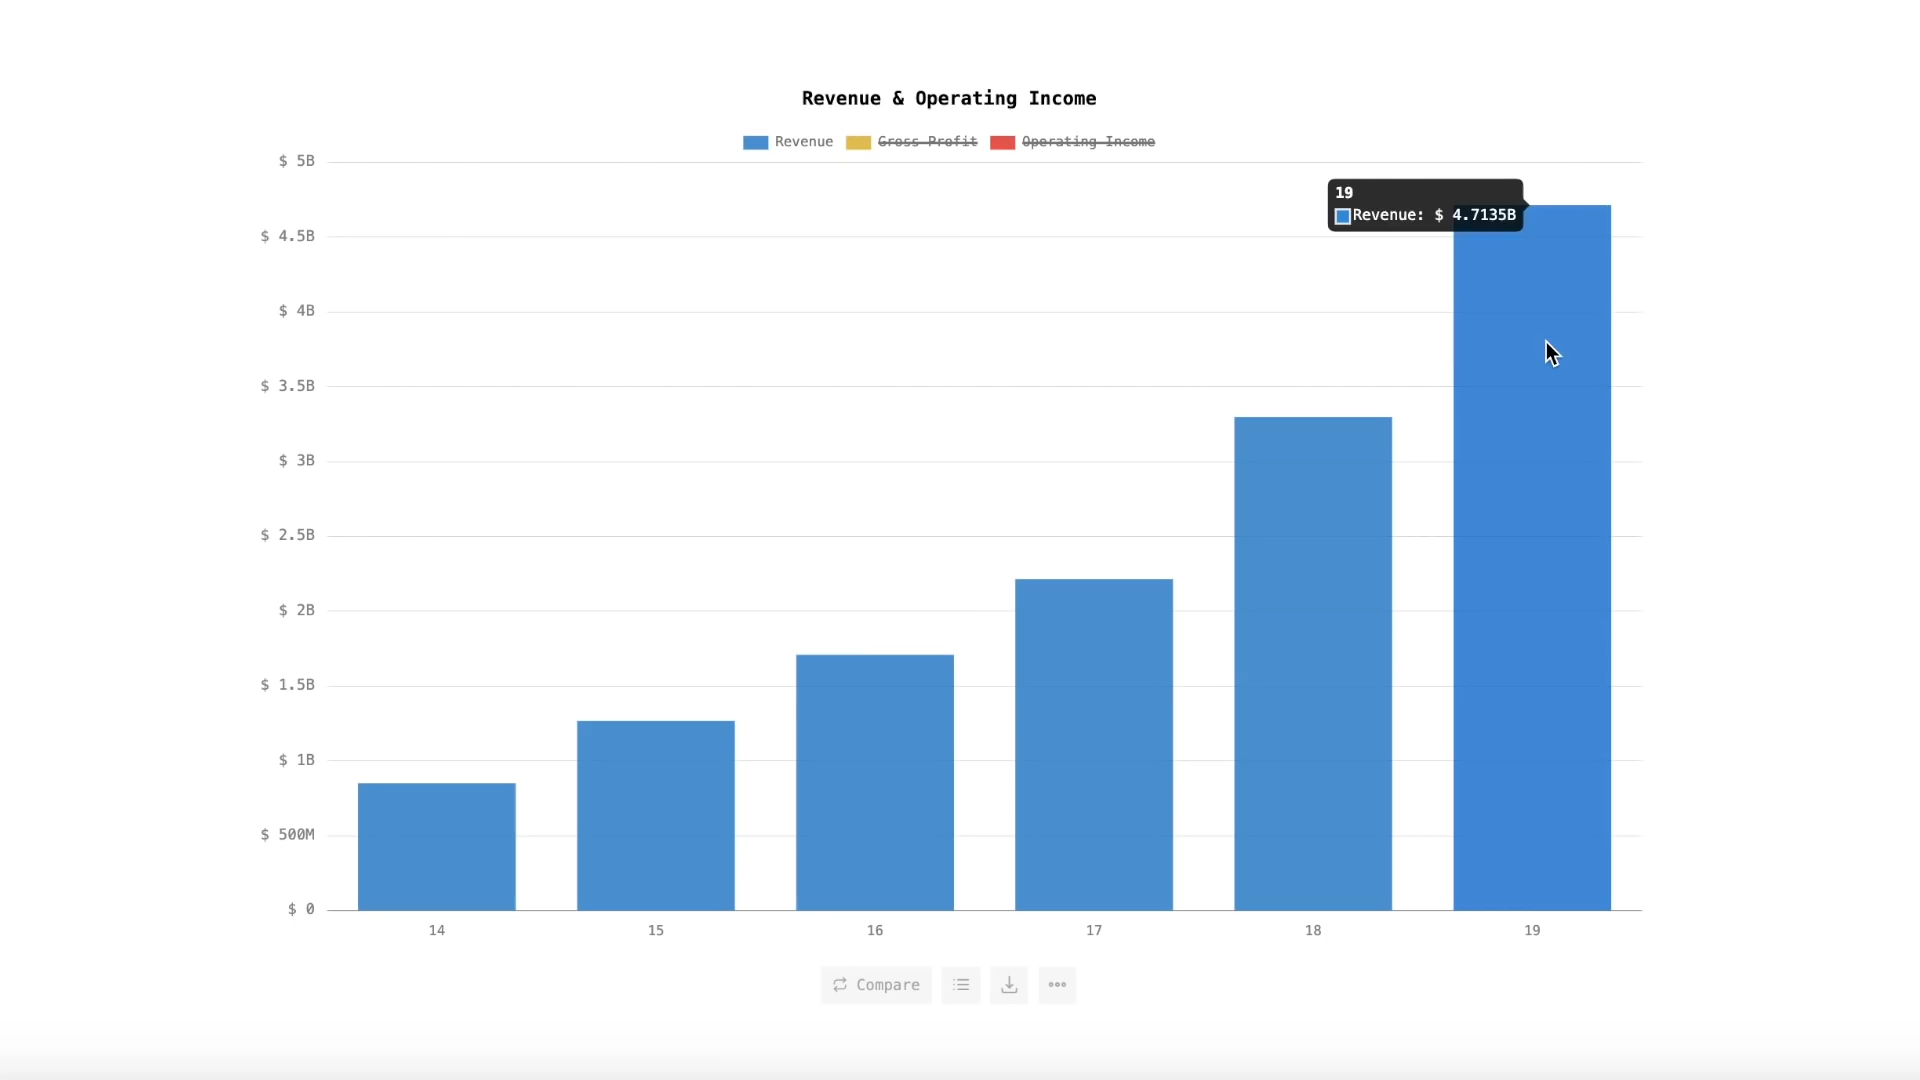 Revenue & Operating Income
Revenue Gross Profit Operating Income
$ 5B
$ 4.5B
$ 4B
$ 3.5B
$ 3B
$ 2.5B
$ 2B
$ 1.5B
$ 1B
$ 500M
$ 0
19
Revenue: $ 4.7135B
14 15 16 17 18 19
Compare